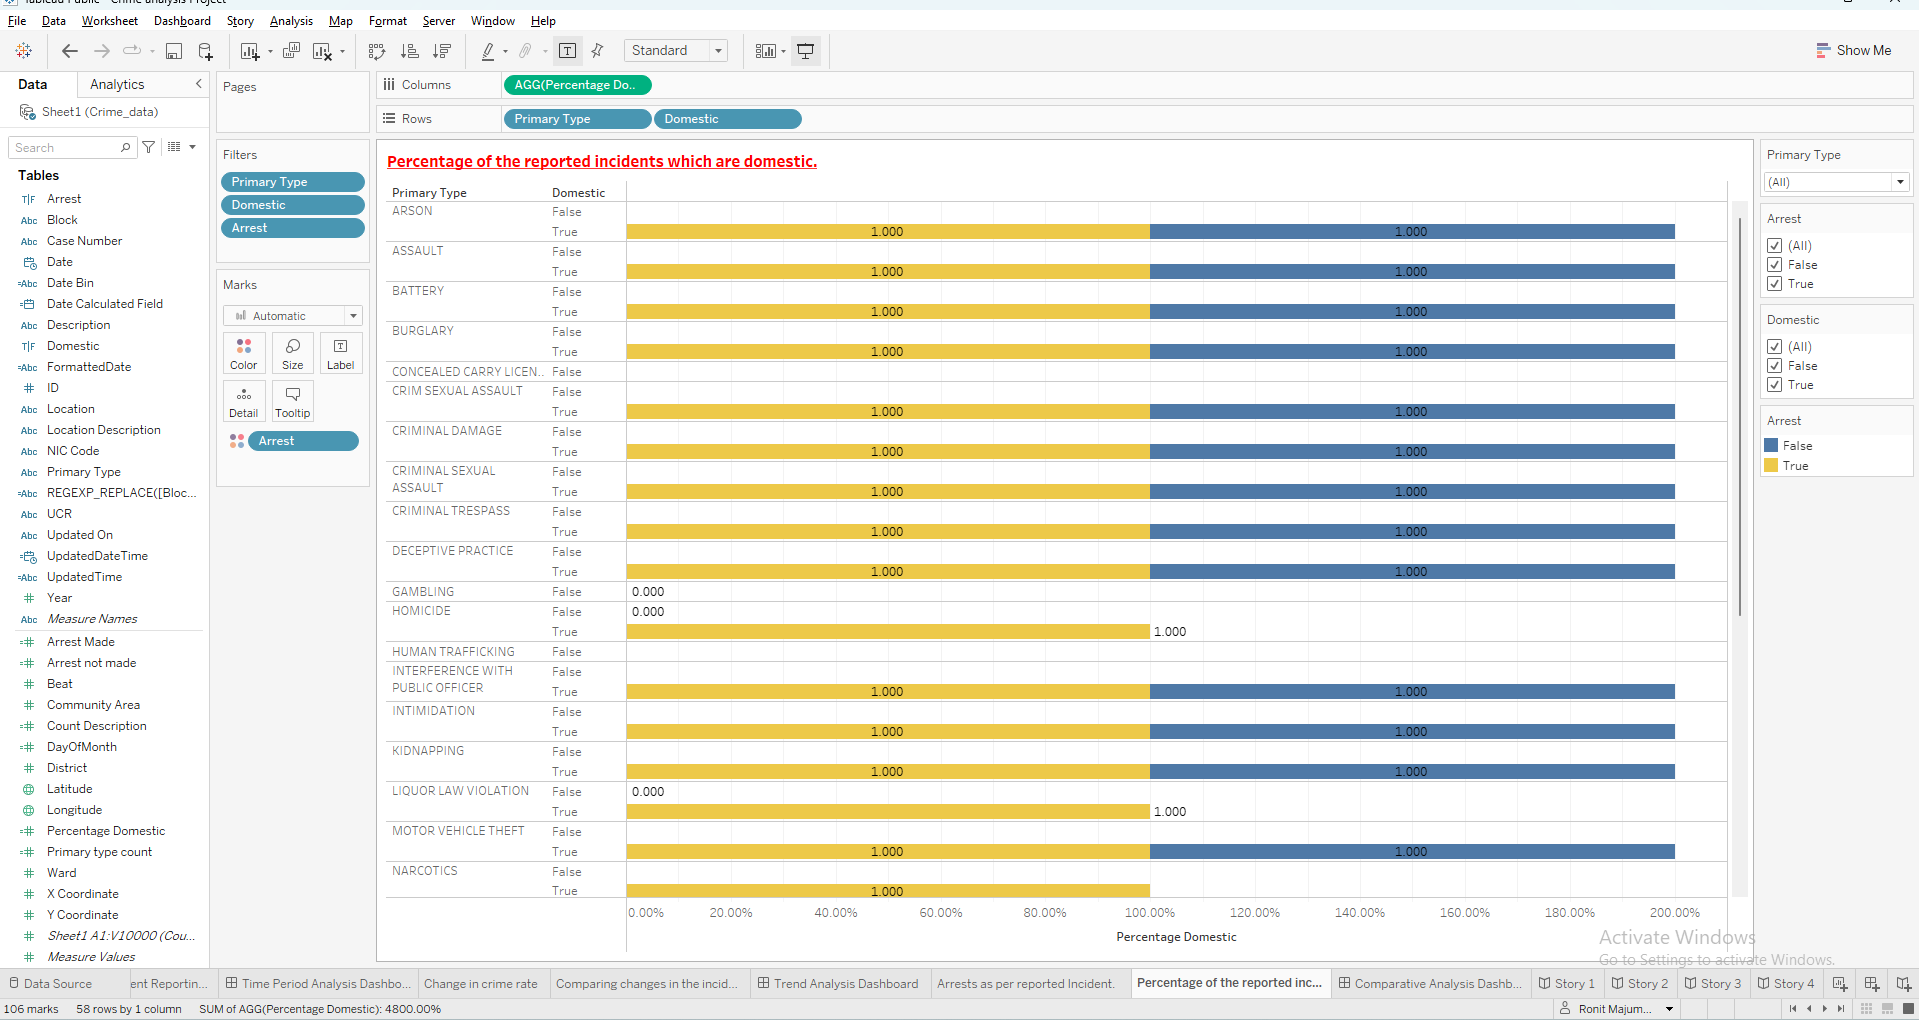 File Data Worksheet Dashboard Story Analysis Map Format Server Window Help
Standard
Show Me
Data Analytics
Sheet1 (Crime_data)
Search
Tables
Arrest
Block
Case Number
Date
Date Bin
Date Calculated Field
Description
Domestic
FormattedDate
ID
Location
Location Description
NIC Code
Primary Type
REGEXP_REPLACE([Bloc...
UCR
Updated On
UpdatedDateTime
UpdatedTime
Year
Measure Names
Arrest Made
Arrest not made
Beat
Community Area
Count Description
DayOfMonth
District
Latitude
Longitude
Percentage Domestic
Primary type count
Ward
X Coordinate
Y Coordinate
Sheet1 A1:V10000 (Cou...
Measure Values
Pages
Filters
Primary Type
Domestic
Arrest
Marks
Automatic
Color Size Label
Detail Tooltip
Arrest
Columns AGG(Percentage Do..
Rows Primary Type Domestic
Percentage of the reported incidents which are domestic.
Primary Type Domestic
ARSON False
True 1.000 1.000
ASSAULT False
True 1.000 1.000
BATTERY False
True 1.000 1.000
BURGLARY False
True 1.000 1.000
CONCEALED CARRY LICEN.. False
CRIM SEXUAL ASSAULT False
True 1.000 1.000
CRIMINAL DAMAGE False
True 1.000 1.000
CRIMINAL SEXUAL False
ASSAULT True 1.000 1.000
CRIMINAL TRESPASS False
True 1.000 1.000
DECEPTIVE PRACTICE False
True 1.000 1.000
GAMBLING False 0.000
HOMICIDE False 0.000
True 1.000
HUMAN TRAFFICKING False
INTERFERENCE WITH False
PUBLIC OFFICER True 1.000 1.000
INTIMIDATION False
True 1.000 1.000
KIDNAPPING False
True 1.000 1.000
LIQUOR LAW VIOLATION False 0.000
True 1.000
MOTOR VEHICLE THEFT False
True 1.000 1.000
NARCOTICS False
True 1.000
0.00% 20.00% 40.00% 60.00% 80.00% 100.00% 120.00% 140.00% 160.00% 180.00% 200.00%
Percentage Domestic
Primary Type
(All)
Arrest
(All)
False
True
Domestic
(All)
False
True
Arrest
False
True
Activate Windows
Go to Settings to activate Windows.
Data Source ent Reportin... Time Period Analysis Dashbo... Change in crime rate Comparing changes in the incid... Trend Analysis Dashboard Arrests as per reported Incident. Percentage of the reported inc... Comparative Analysis Dashb... Story 1 Story 2 Story 3 Story 4
106 marks 58 rows by 1 column SUM of AGG(Percentage Domestic): 4800.00% Ronit Majum...